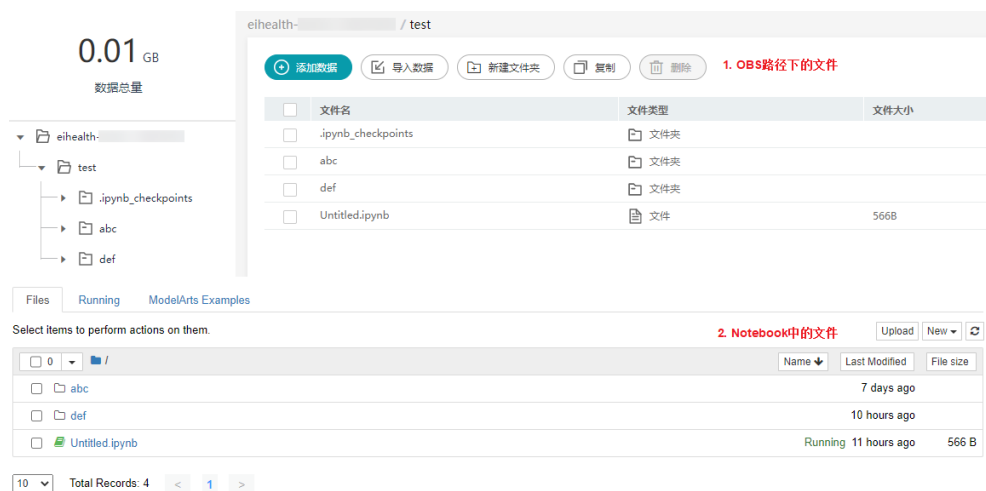 eihealth- / test
0.01 GB
数据总量
添加数据 导入数据 新建文件夹 复制 删除 1. OBS路径下的文件
文件名 文件类型 文件大小
.ipynb_checkpoints 文件夹
abc 文件夹
def 文件夹
Untitled.ipynb 文件 566B
eihealth-
test
.ipynb_checkpoints
abc
def
Files Running ModelArts Examples
Select items to perform actions on them.
2. Notebook中的文件 Upload New
0 / Name Last Modified File size
abc 7 days ago
def 10 hours ago
Untitled.ipynb Running 11 hours ago 566 B
10 Total Records: 4 < 1 >